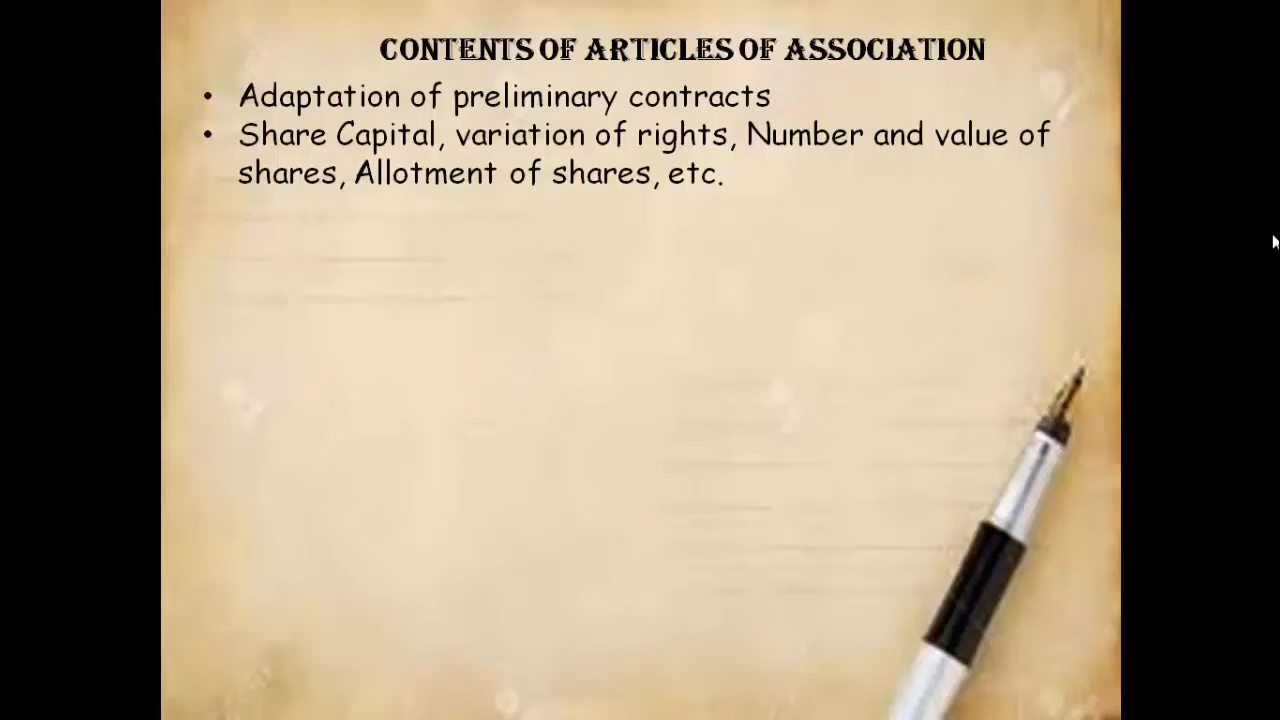 CONTENTS OF ARTICLES OF ASSOCIATION
• Adaptation of preliminary contracts
• Share Capital, variation of rights, Number and value of
shares, Allotment of shares, etc.